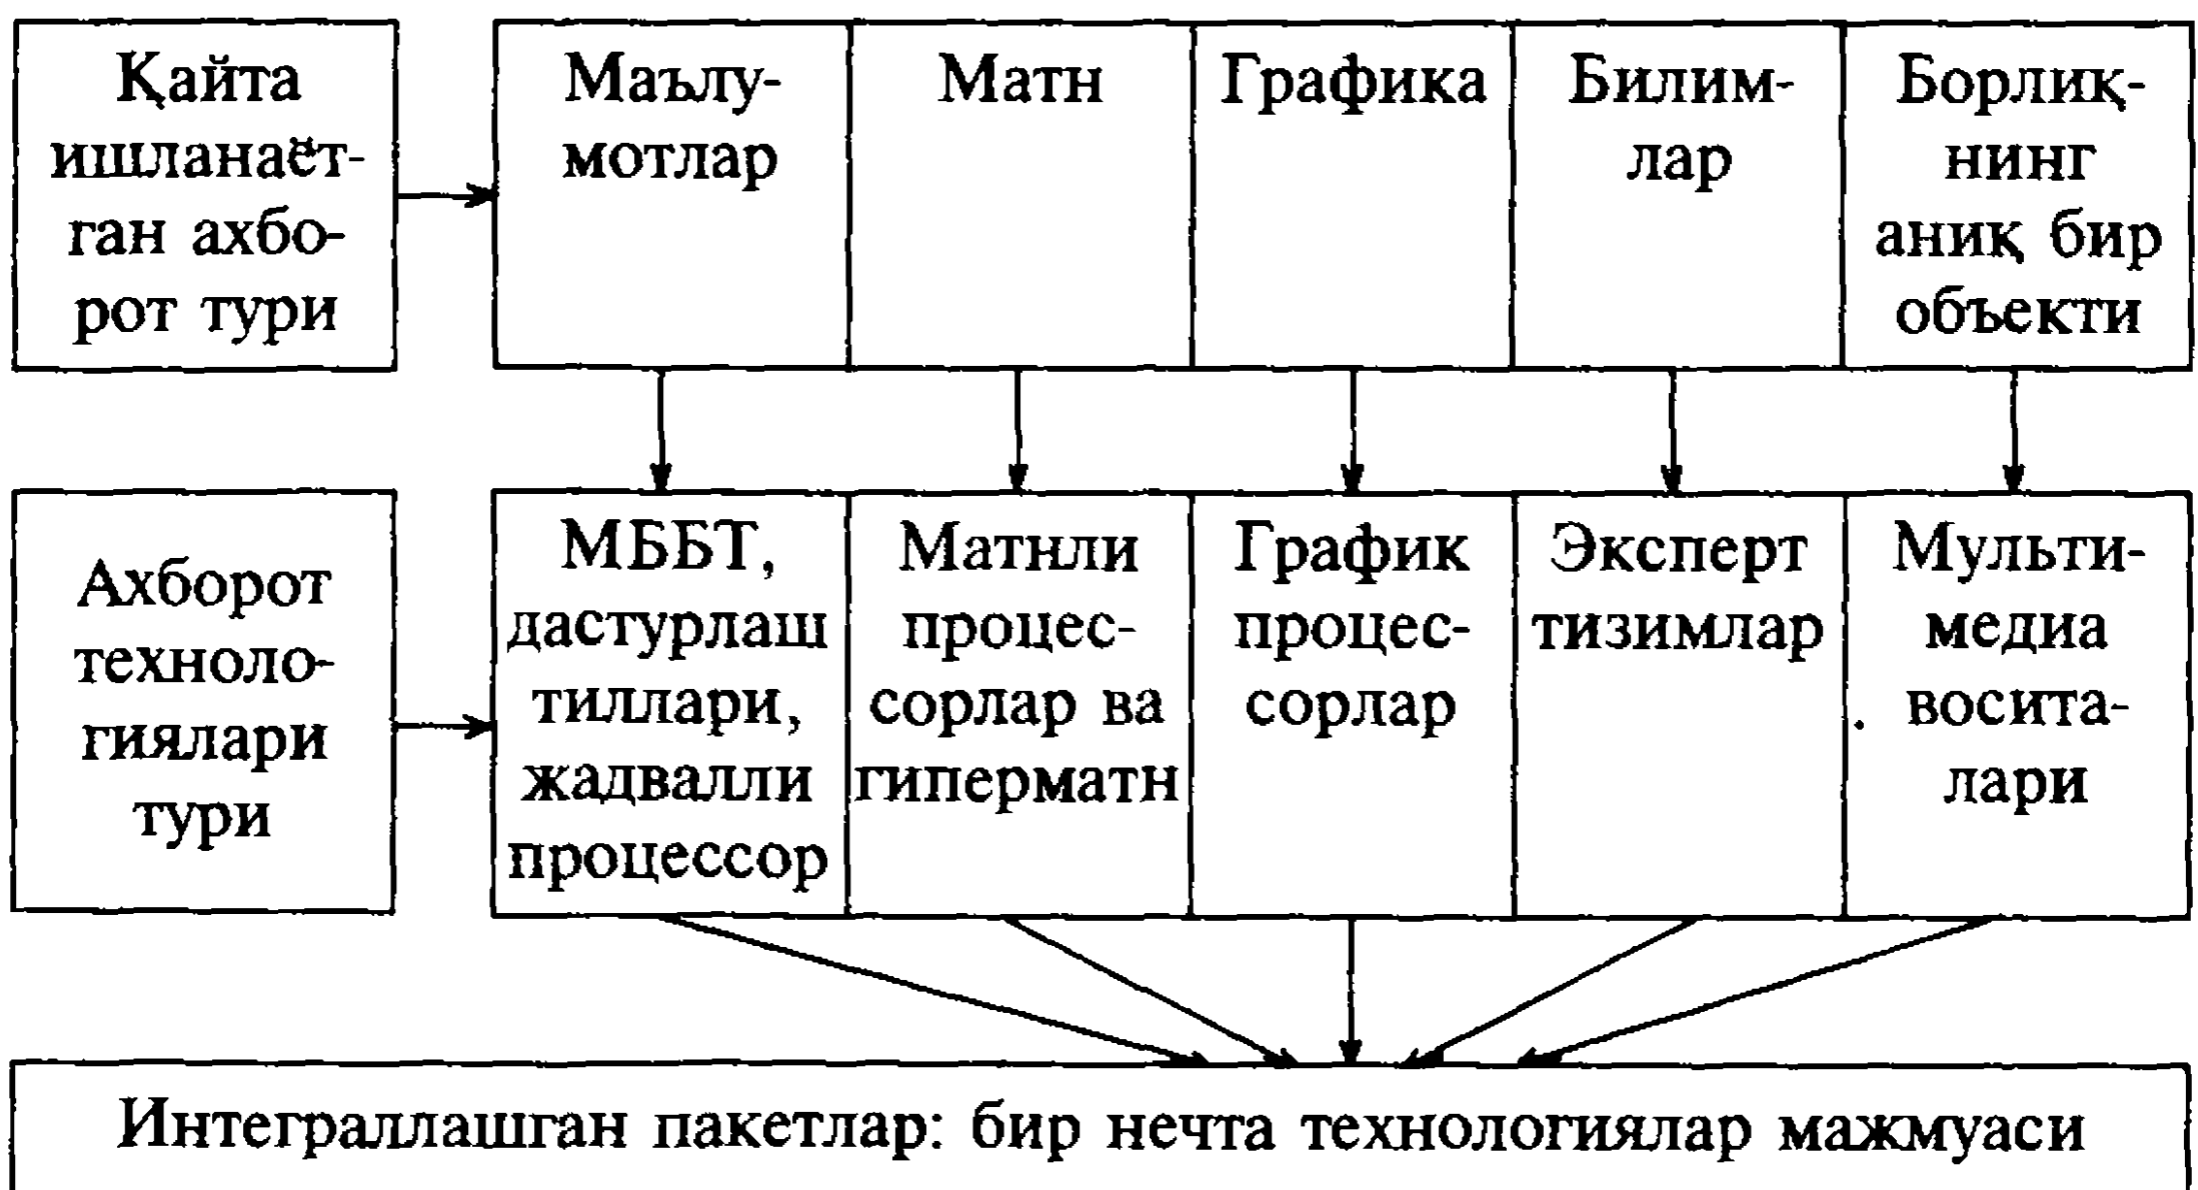 Қайта
ишланаёт-
ган ахбо-
рот тури
Маълу-
мотлар
Матн
Графика
Билим-
лар
Борлиқ-
нинг
аниқ бир
объекти
Ахборот
техноло-
гиялари
тури
МББТ,
дастурлаш
тиллари,
жадвалли
процессор
Матнли
процес-
сорлар ва
гиперматн
График
процес-
сорлар
Эксперт
тизимлар
Мульти-
медиа
восита-
лари
Интеграллашган пакетлар: бир нечта технологиялар мажмуаси